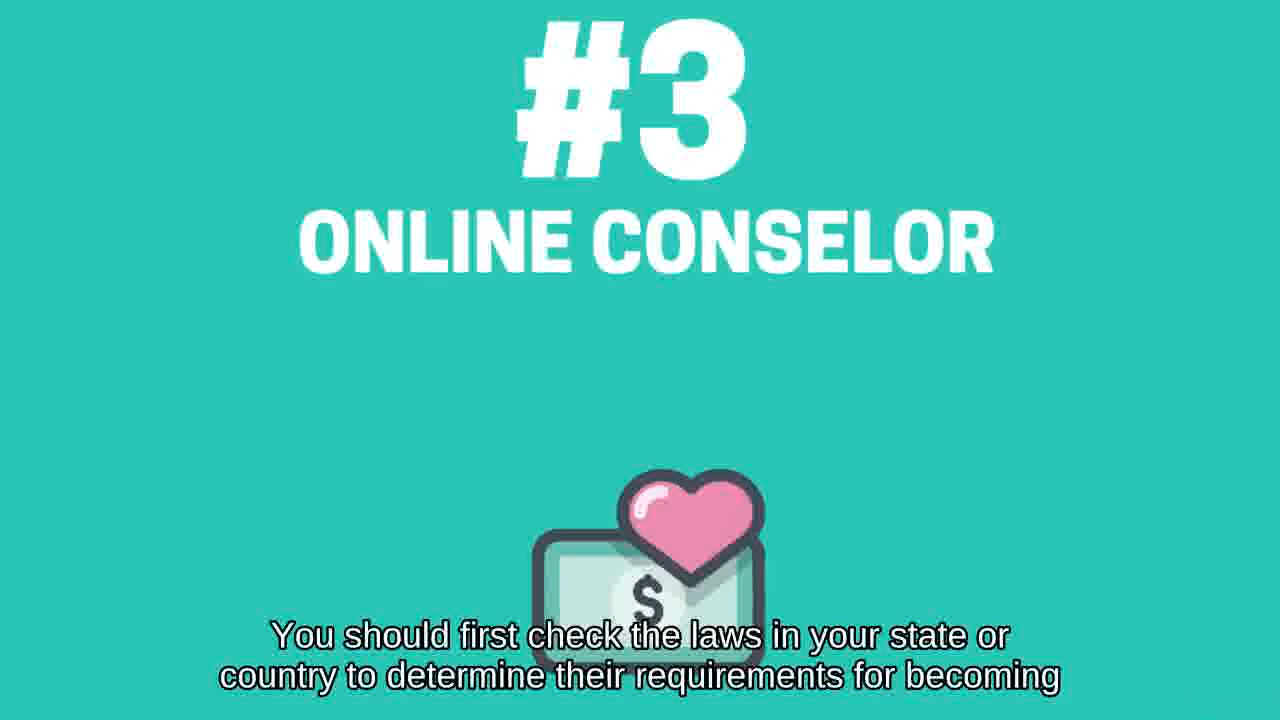 #3
ONLINE CONSELOR
$
You should first check the laws in your state or
country to determine their requirements for becoming